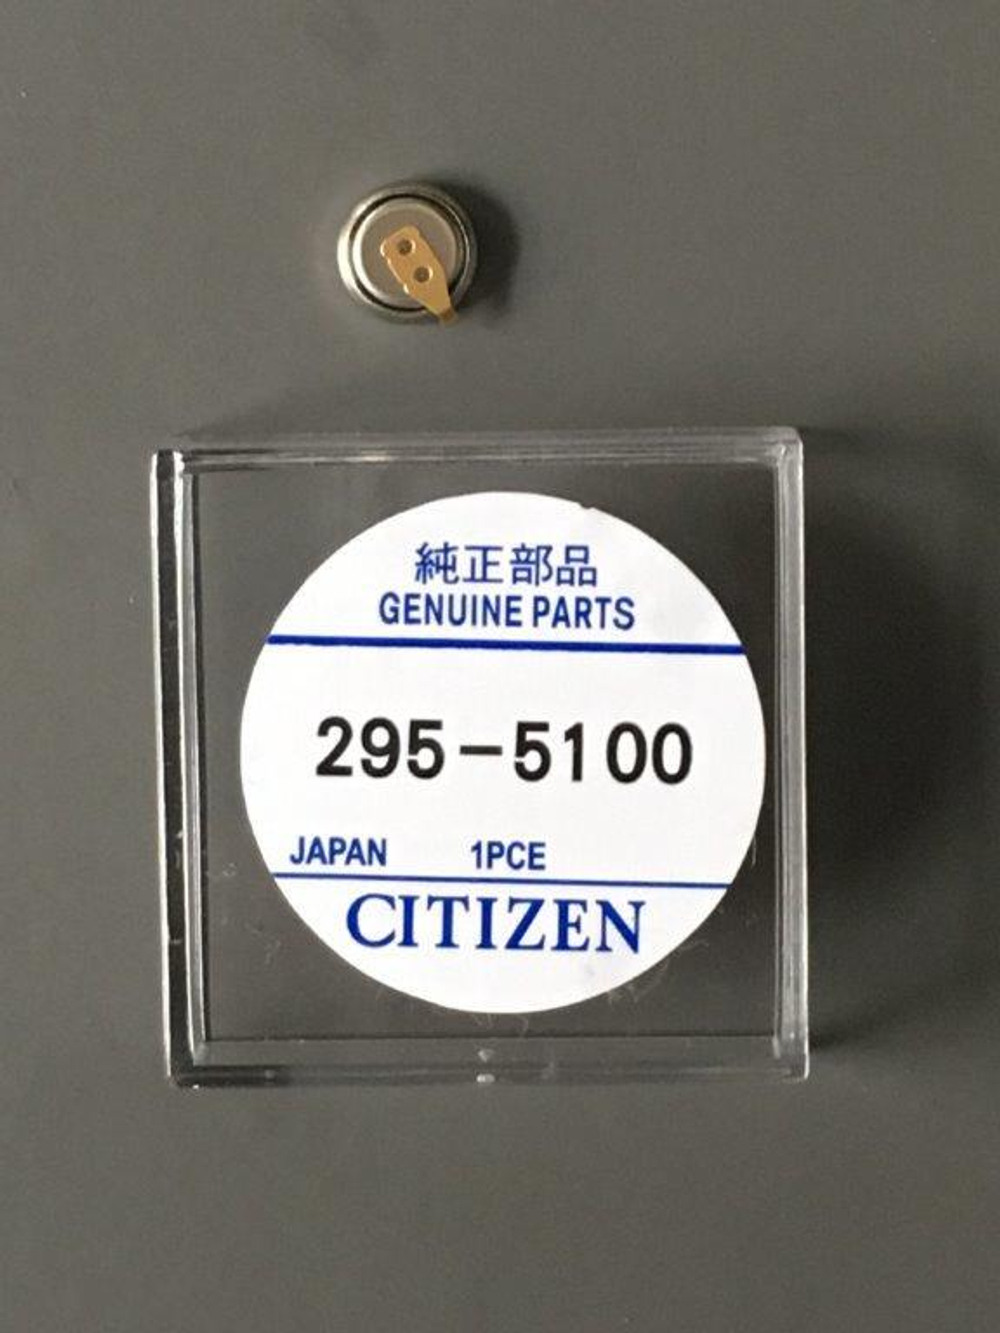 純正部品
GENUINE PARTS
295-5100
JAPAN 1PCE
CITIZEN